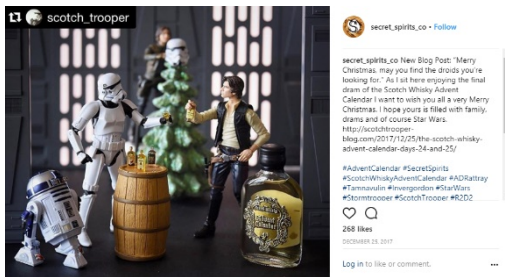 scotch_trooper
secret_spirits_co • Follow
secret_spirits_co New Blog Post: "Merry
Christmas, may you find the droids you're
looking for." As I sit here enjoying the final
dram of the Scotch Whisky Advent
Calendar I want to wish you all a very Merry
Christmas. I hope yours is filled with family,
drams and of course Star Wars.
http://scotchtrooper-
blog.com/2017/12/25/the-scotch-whisky-
advent-calendar-days-24-and-25/
#AdventCalendar #SecretSpirits
#ScotchWhiskyAdventCalendar #ADRattray
#Tamnavulin #Invergordon #StarWars
#Stormtrooper #ScotchTrooper #R2D2
268 likes
DECEMBER 25, 2017
Log in to like or comment.
Advent
Calendar